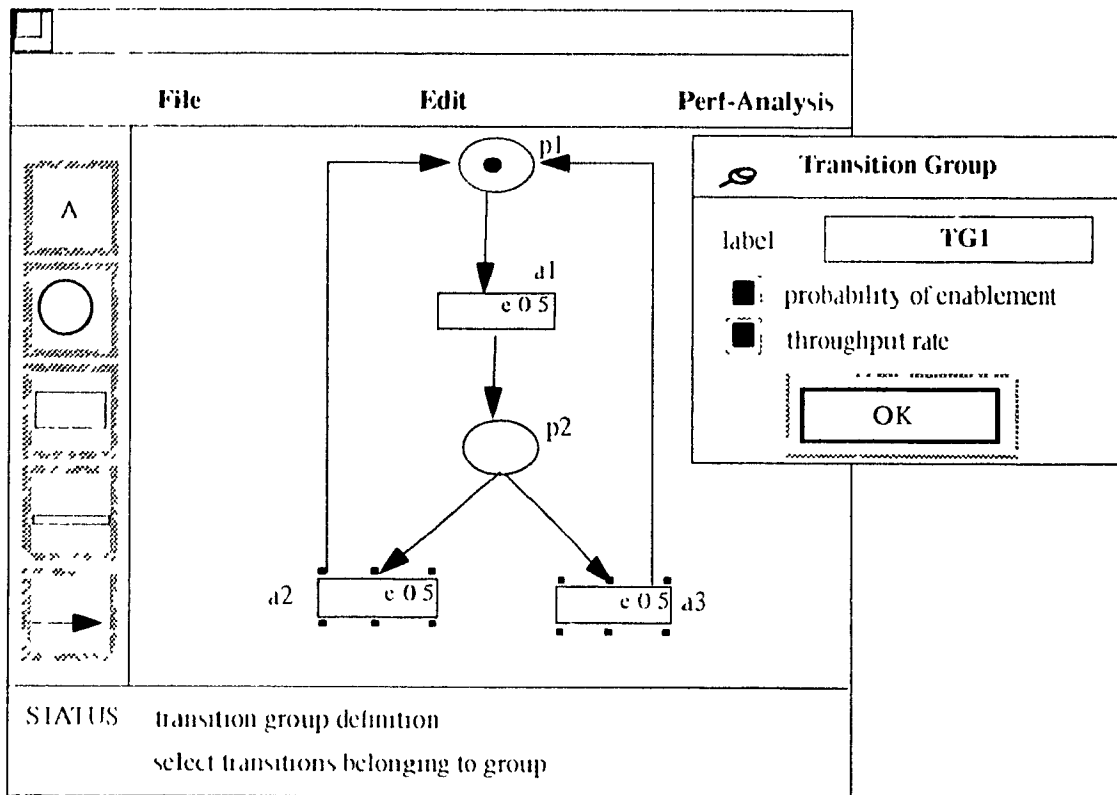 File Edit Perf-Analysis
p1
Transition Group
A
label TG1
a1
e 0 5
probability of enablement
throughput rate
OK
p2
a2
e 0 5
e 0 5
a3
STATUS transition group definition
select transitions belonging to group